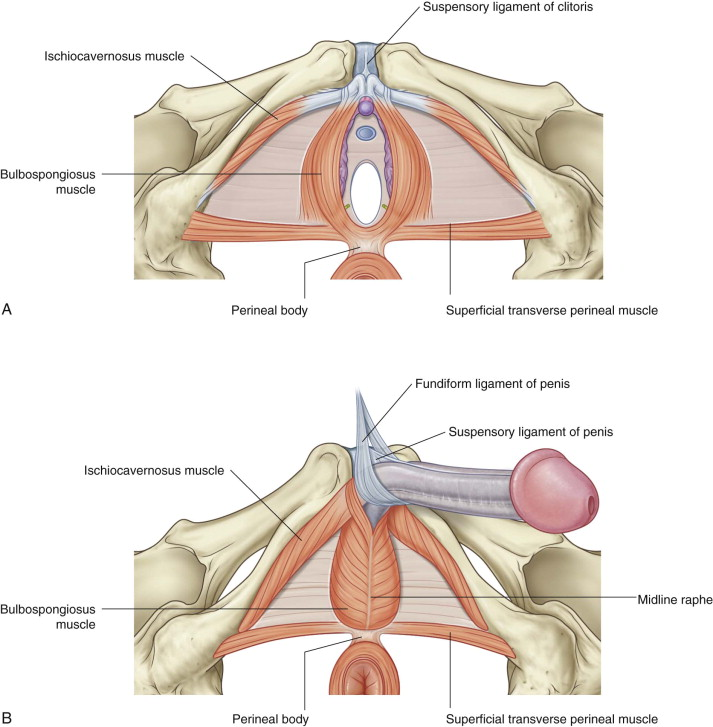 Suspensory ligament of clitoris
Ischiocavernosus muscle
Bulbospongiosus
muscle
Perineal body
Superficial transverse perineal muscle
A
Fundiform ligament of penis
Suspensory ligament of penis
Ischiocavernosus muscle
Midline raphe
Bulbospongiosus
muscle
Perineal body
Superficial transverse perineal muscle
B